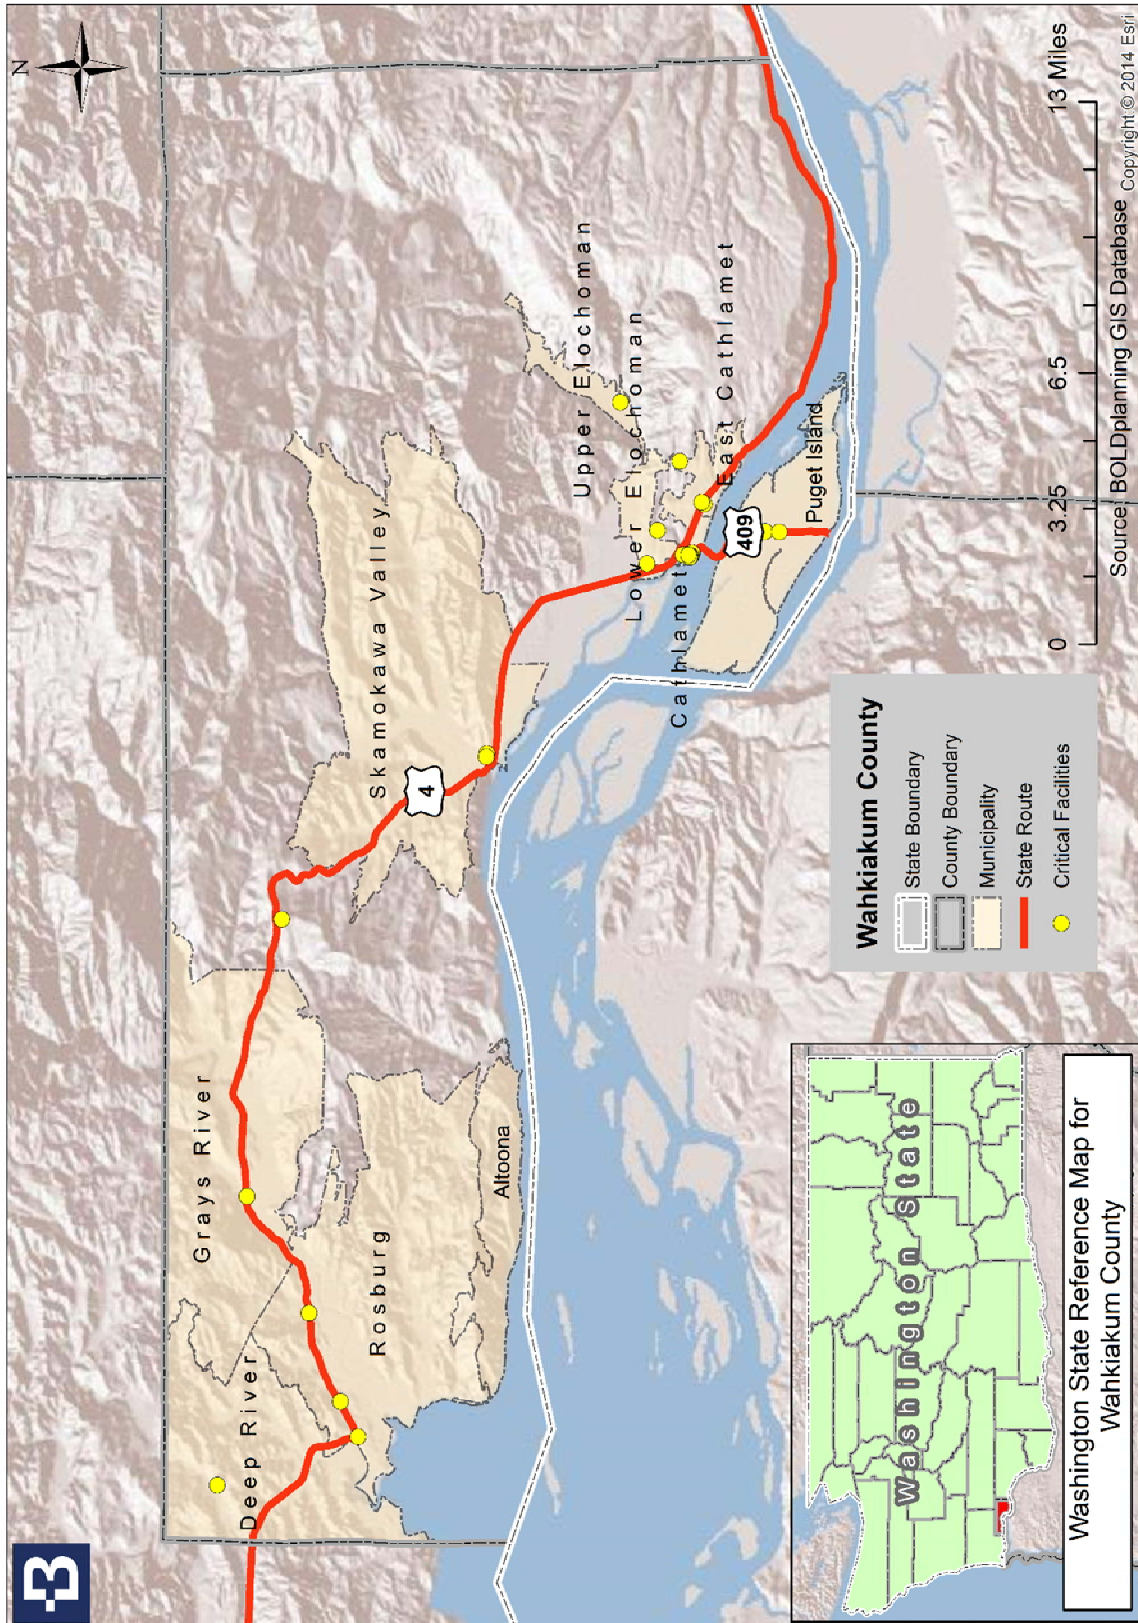 N
Grays River
Deep River
Rosburg
Altoona
Skamokawa Valley
4
Upper Elochoman
Lower Elochoman
East Cathlamet
Cathlamet
409
Puget Island
Wahkiakum County
State Boundary
County Boundary
Municipality
State Route
Critical Facilities
0 3.25 6.5 13 Miles
Source: BOLDplanning GIS Database
Copyright © 2014 Esri
Washington State
Washington State Reference Map for
Wahkiakum County
B